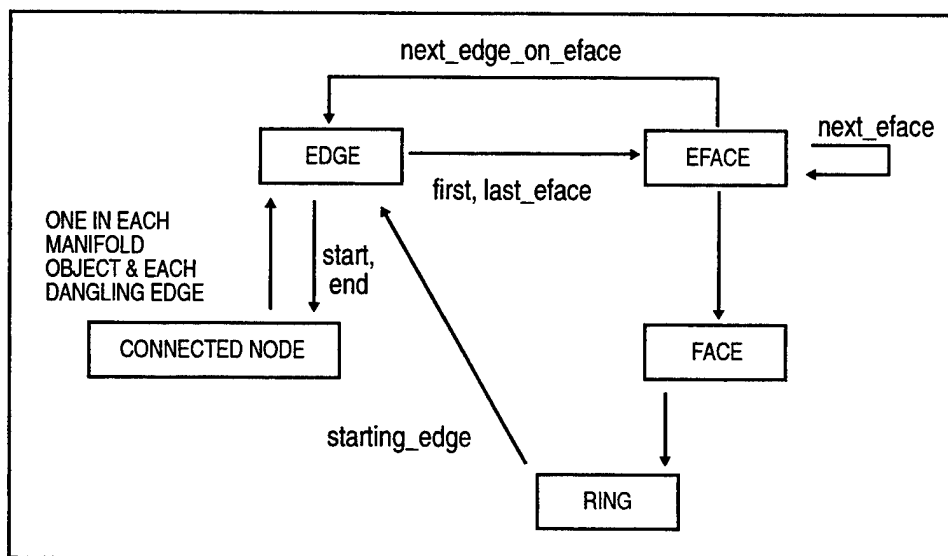 next_edge_on_eface
EDGE
EFACE
next_eface
first, last_eface
ONE IN EACH
MANIFOLD
OBJECT & EACH
DANGLING EDGE
start,
end
CONNECTED NODE
FACE
starting_edge
RING